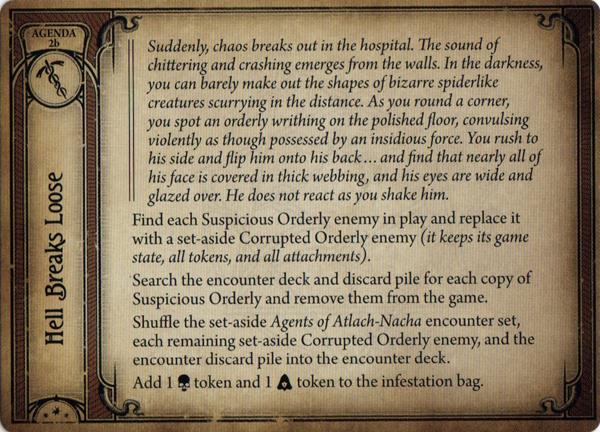 AGENDA
2b
Hell Breaks Loose
Suddenly, chaos breaks out in the hospital. The sound of
chittering and crashing emerges from the walls. In the darkness,
you can barely make out the shapes of bizarre spiderlike
creatures scurrying in the distance. As you round a corner,
you spot an orderly writhing on the polished floor, convulsing
violently as though possessed by an insidious force. You rush to
his side and flip him onto his back... and find that nearly all of
his face is covered in thick webbing, and his eyes are wide and
glazed over. He does not react as you shake him.
Find each Suspicious Orderly enemy in play and replace it
with a set-aside Corrupted Orderly enemy (it keeps its game
state, all tokens, and all attachments).
Search the encounter deck and discard pile for each copy of
Suspicious Orderly and remove them from the game.
Shuffle the set-aside Agents of Atlach-Nacha encounter set,
each remaining set-aside Corrupted Orderly enemy, and the
encounter discard pile into the encounter deck.
Add 1 token and 1 token to the infestation bag.